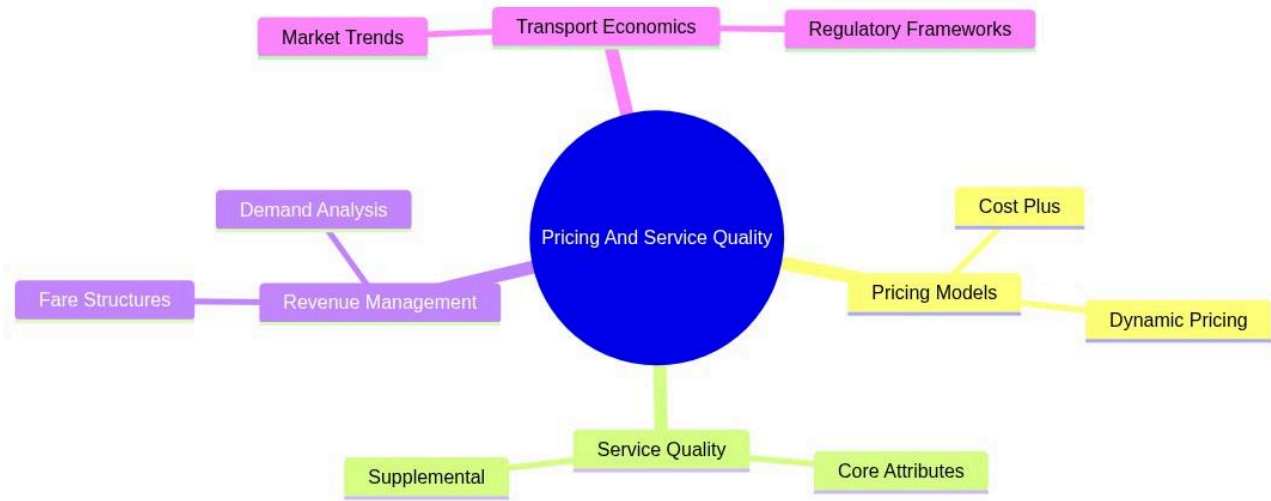 Transport Economics
Market Trends
Regulatory Frameworks
Demand Analysis
Cost Plus
Pricing And Service Quality
Fare Structures
Revenue Management
Pricing Models
Dynamic Pricing
Service Quality
Supplemental
Core Attributes